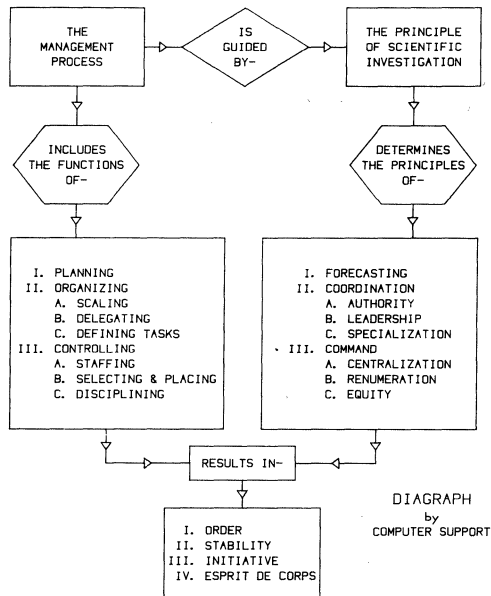 THE
MANAGEMENT
PROCESS
IS
GUIDED
BY-
THE PRINCIPLE
OF SCIENTIFIC
INVESTIGATION
INCLUDES
THE FUNCTIONS
OF-
DETERMINES
THE PRINCIPLES
OF-
I. PLANNING
II. ORGANIZING
A. SCALING
B. DELEGATING
C. DEFINING TASKS
III. CONTROLLING
A. STAFFING
B. SELECTING & PLACING
C. DISCIPLINING
I. FORECASTING
II. COORDINATION
A. AUTHORITY
B. LEADERSHIP
C. SPECIALIZATION
III. COMMAND
A. CENTRALIZATION
B. RENUMERATION
C. EQUITY
RESULTS IN-
I. ORDER
II. STABILITY
III. INITIATIVE
IV. ESPRIT DE CORPS
DIAGRAPH
by
COMPUTER SUPPORT